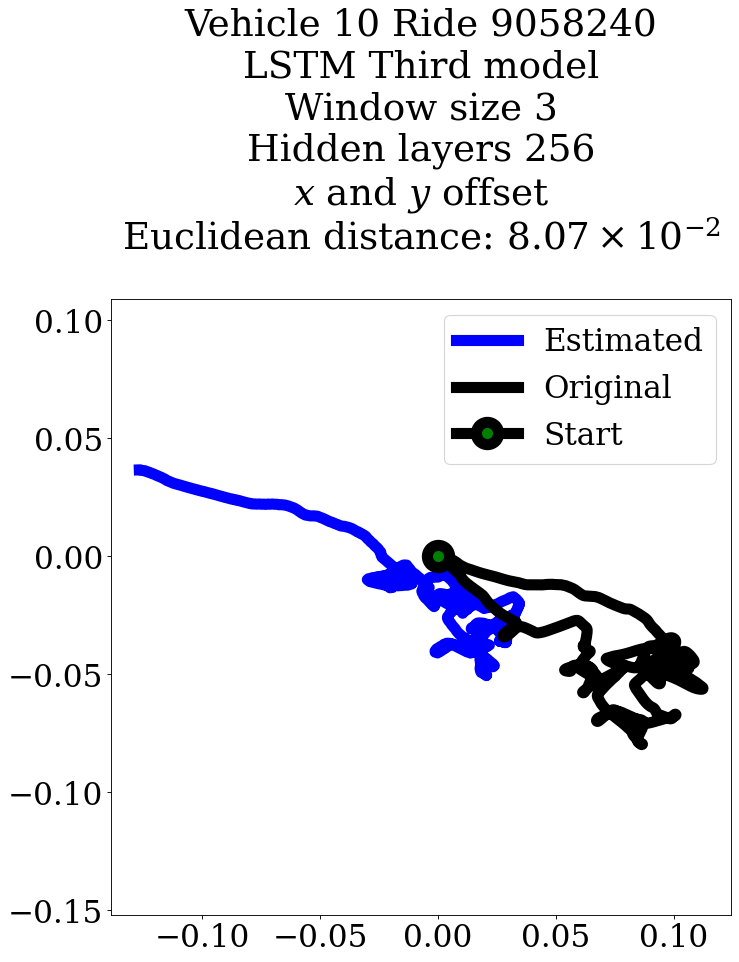 Vehicle 10 Ride 9058240
LSTM Third model
Window size 3
Hidden layers 256
x and y offset
Euclidean distance: 8.07 × 10⁻²
Estimated
Original
Start
0.10
0.05
0.00
−0.05
−0.10
−0.15
−0.10 −0.05 0.00 0.05 0.10